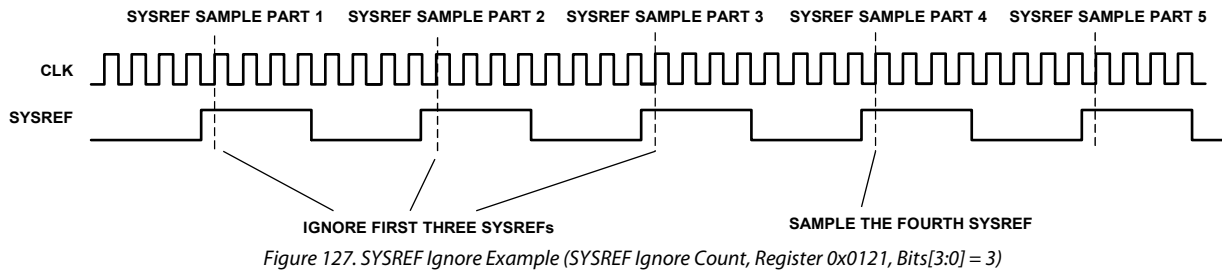 SYSREF SAMPLE PART 1 SYSREF SAMPLE PART 2 SYSREF SAMPLE PART 3 SYSREF SAMPLE PART 4 SYSREF SAMPLE PART 5
CLK
SYSREF
IGNORE FIRST THREE SYSREFs SAMPLE THE FOURTH SYSREF
Figure 127. SYSREF Ignore Example (SYSREF Ignore Count, Register 0x0121, Bits[3:0] = 3)